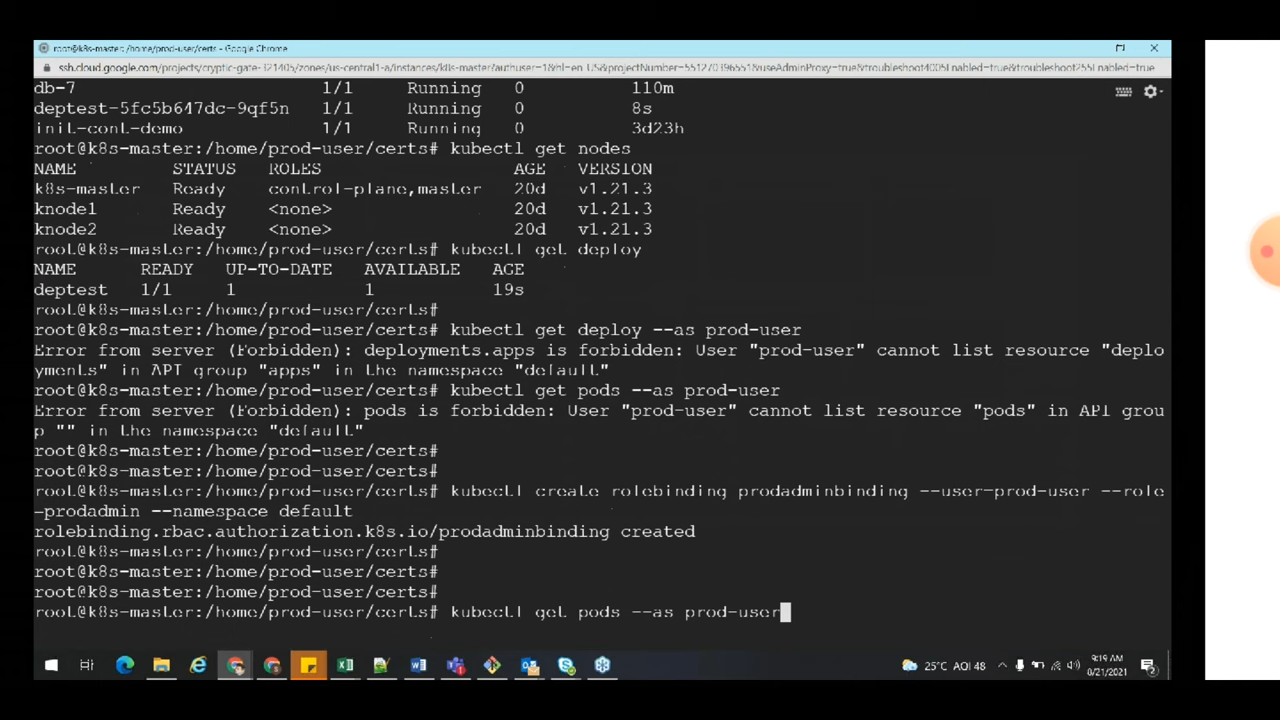 root@k8s-master: /home/prod-user/certs - Google Chrome
ssh.cloud.google.com/projects/cryptic-gate-321405/zones/us-central1-a/instances/k8s-master?authuser=1&hl=en_US&projectNumber=551270396551&useAdminProxy=true&troubleshoot4005Enabled=true&troubleshoot255Enabled=true
db-7 1/1 Running 0 110m
deptest-5fc5b647dc-9qf5n 1/1 Running 0 8s
init-cont-demo 1/1 Running 0 3d23h
root@k8s-master:/home/prod-user/certs# kubectl get nodes
NAME STATUS ROLES AGE VERSION
k8s-master Ready control-plane,master 20d v1.21.3
knode1 Ready <none> 20d v1.21.3
knode2 Ready <none> 20d v1.21.3
root@k8s-master:/home/prod-user/certs# kubectl get deploy
NAME READY UP-TO-DATE AVAILABLE AGE
deptest 1/1 1 1 19s
root@k8s-master:/home/prod-user/certs#
root@k8s-master:/home/prod-user/certs# kubectl get deploy --as prod-user
Error from server (Forbidden): deployments.apps is forbidden: User "prod-user" cannot list resource "deplo
yments" in API group "apps" in the namespace "default"
root@k8s-master:/home/prod-user/certs# kubectl get pods --as prod-user
Error from server (Forbidden): pods is forbidden: User "prod-user" cannot list resource "pods" in API grou
p "" in the namespace "default"
root@k8s-master:/home/prod-user/certs#
root@k8s-master:/home/prod-user/certs#
root@k8s-master:/home/prod-user/certs# kubectl create rolebinding prodadminbinding --user=prod-user --role
=prodadmin --namespace default
rolebinding.rbac.authorization.k8s.io/prodadminbinding created
root@k8s-master:/home/prod-user/certs#
root@k8s-master:/home/prod-user/certs#
root@k8s-master:/home/prod-user/certs#
root@k8s-master:/home/prod-user/certs# kubectl get pods --as prod-user
25°C AQI 48
9:19 AM
8/21/2021
2